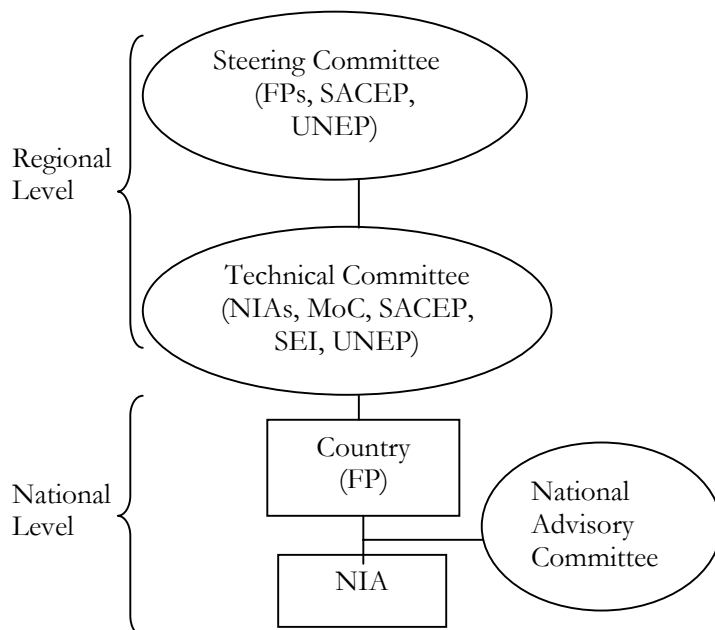 Steering Committee
(FPs, SACEP,
UNEP)
Regional
Level
Technical Committee
(NIAs, MoC, SACEP,
SEI, UNEP)
Country
(FP)
National
Level
National
Advisory
Committee
NIA